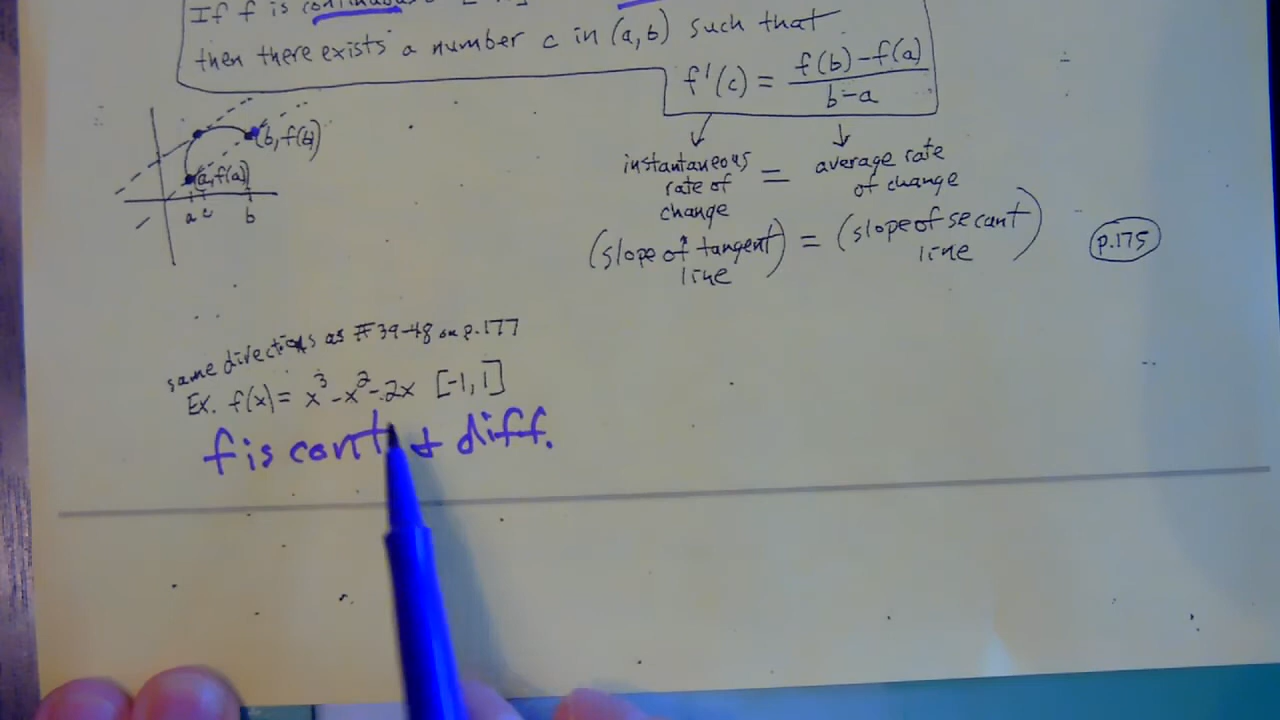 If f is continuous
then there exists a number c in (a,b) such that
f'(c) = f(b)-f(a) / b-a
(b, f(b))
(a, f(a))
a c b
instantaneous rate of change = average rate of change
(slope of tangent line) = (slope of secant line)
p.175
same directions as #39-48 on p.177
Ex. f(x) = x³-x²-2x [-1,1]
f is cont + diff.